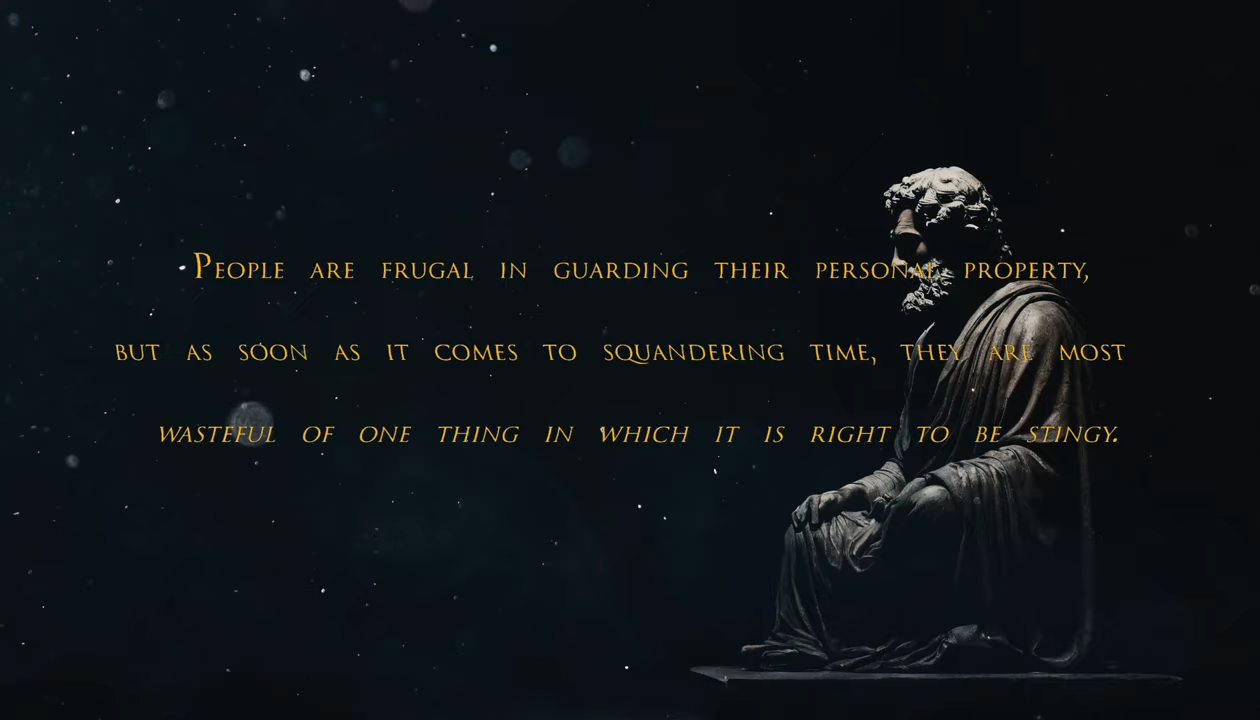 People are frugal in guarding their personal property,
but as soon as it comes to squandering time, they are most
wasteful of one thing in which it is right to be stingy.